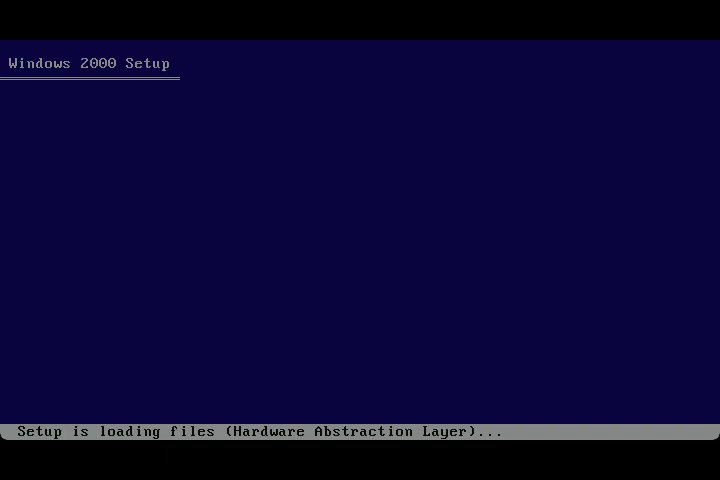 Windows 2000 Setup
Setup is loading files (Hardware Abstraction Layer)...